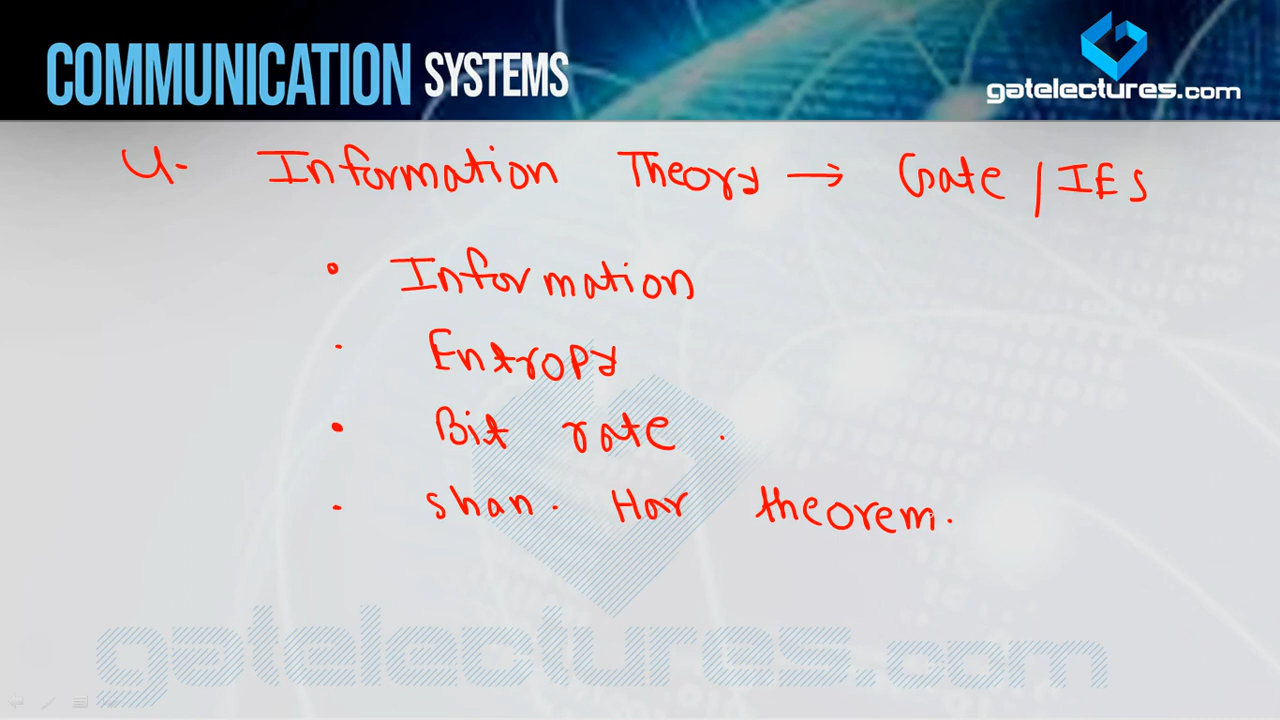 COMMUNICATION SYSTEMS
gatelectures.com
4. Information Theory → Gate / IES
• Information
• Entropy
• Bit rate .
• Shan. Har theorem.
gatelectures.com